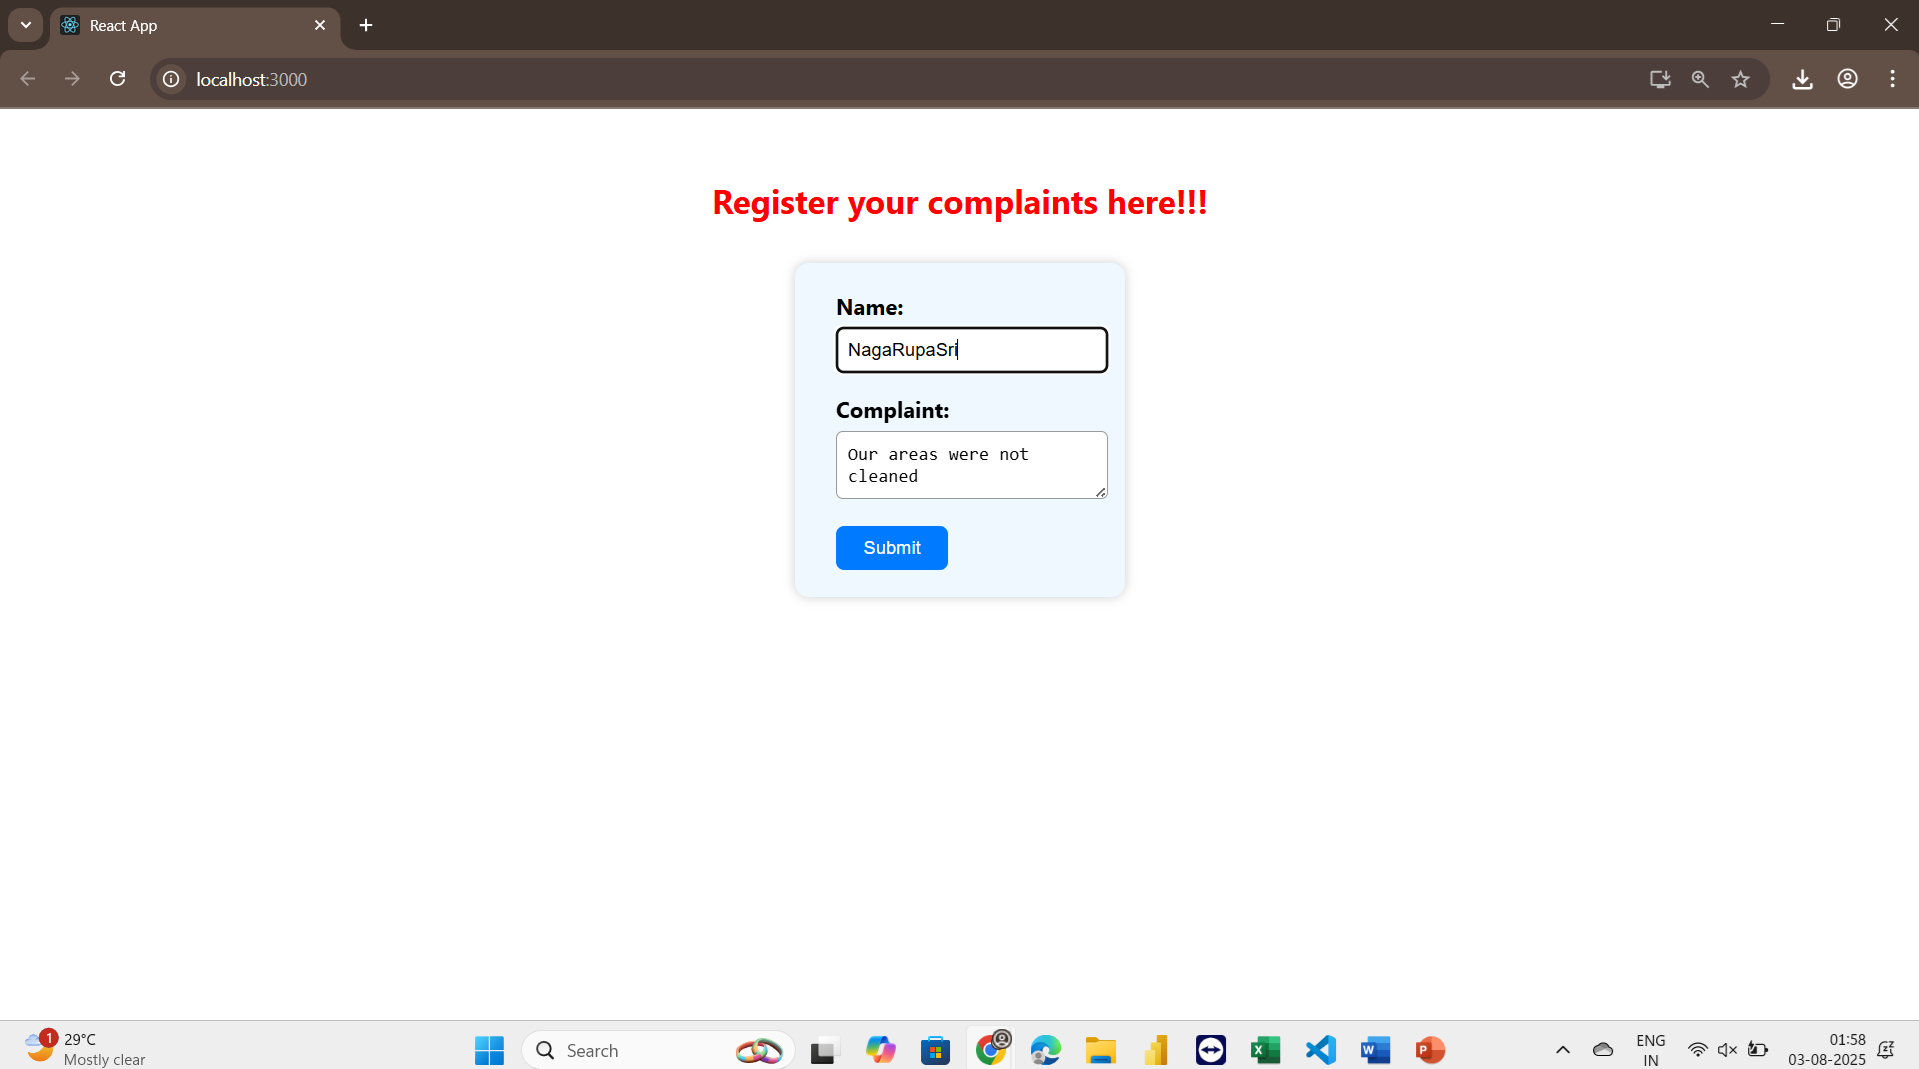 React App
localhost:3000
Register your complaints here!!!
Name:
NagaRupaSri
Complaint:
Our areas were not
cleaned
Submit
1
29°C
Mostly clear
Search
ENG
IN
01:58
03-08-2025